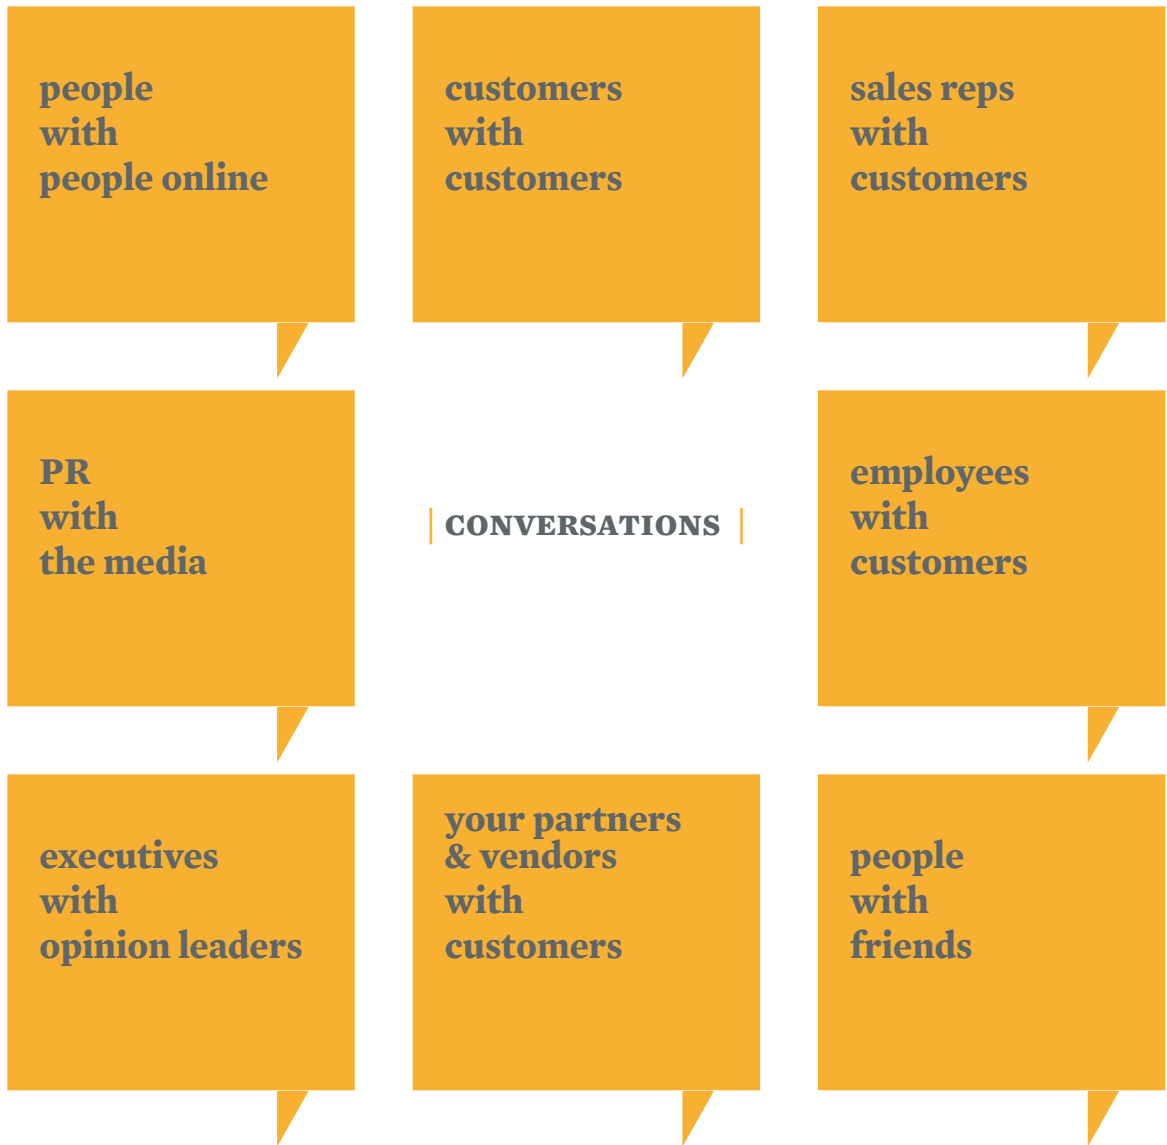 people
with
people online
customers
with
customers
sales reps
with
customers
PR
with
the media
CONVERSATIONS
employees
with
customers
executives
with
opinion leaders
your partners
& vendors
with
customers
people
with
friends